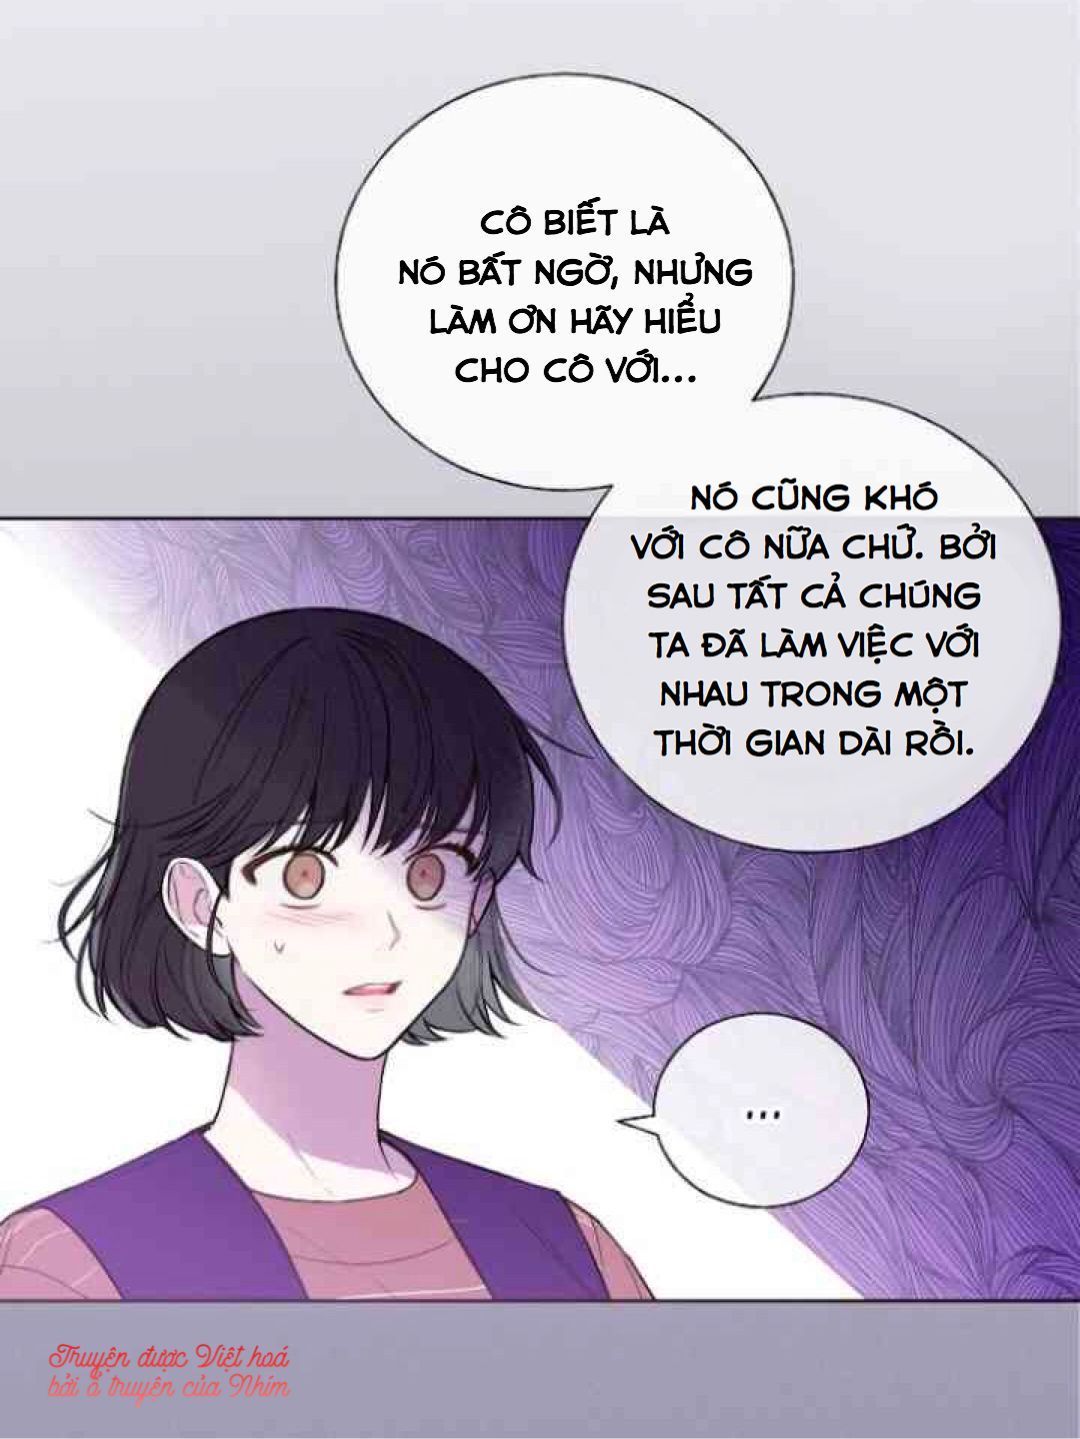 CÔ BIẾT LÀ
NÓ BẤT NGỜ, NHƯNG
LÀM ƠN HÃY HIỂU
CHO CÔ VỚI...
NÓ CŨNG KHÓ
VỚI CÔ NỮA CHỨ. BỞI
SAU TẤT CẢ CHÚNG
TA ĐÃ LÀM VIỆC VỚI
NHAU TRONG MỘT
THỜI GIAN DÀI RỒI.
...
Truyện được Việt hoá
bởi ổ truyện của Nhím